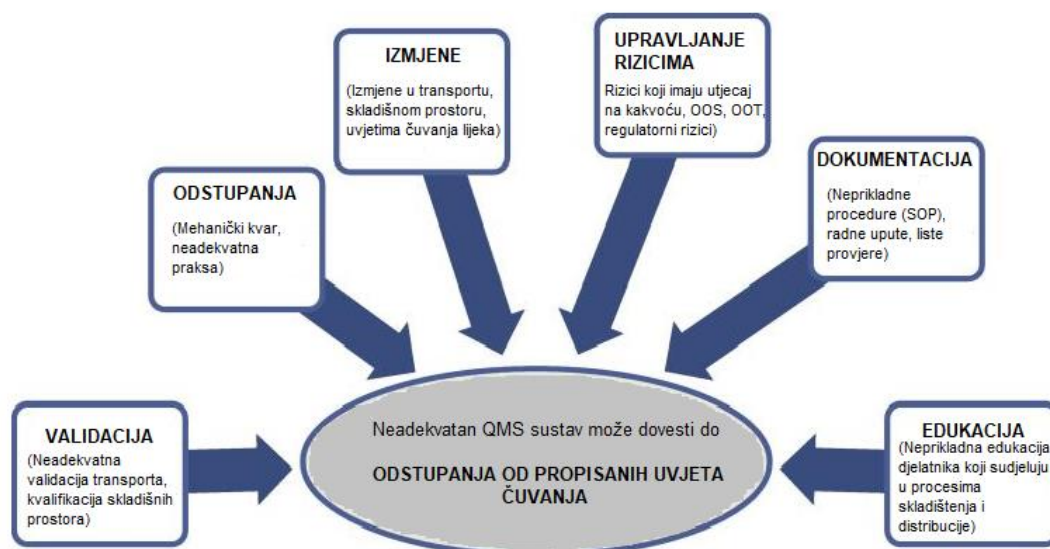 VALIDACIJA
(Neadekvatna
validacija transporta,
kvalifikacija skladišnih
prostora)
ODSTUPANJA
(Mehanički kvar,
neadekvatna
praksa)
IZMJENE
(Izmjene u transportu,
skladišnom prostoru,
uvjetima čuvanja lijeka)
UPRAVLJANJE
RIZICIMA
Rizici koji imaju utjecaj
na kakvoću, OOS, OOT,
regulatorni rizici)
DOKUMENTACIJA
(Neprikladne
procedure (SOP),
radne upute, liste
provjere)
EDUKACIJA
(Neprikladna edukacija
djelatnika koji sudjeluju
u procesima
skladištenja i
distribucije)
Neadekvatan QMS sustav može dovesti do
ODSTUPANJA OD PROPISANIH UVJETA
ČUVANJA